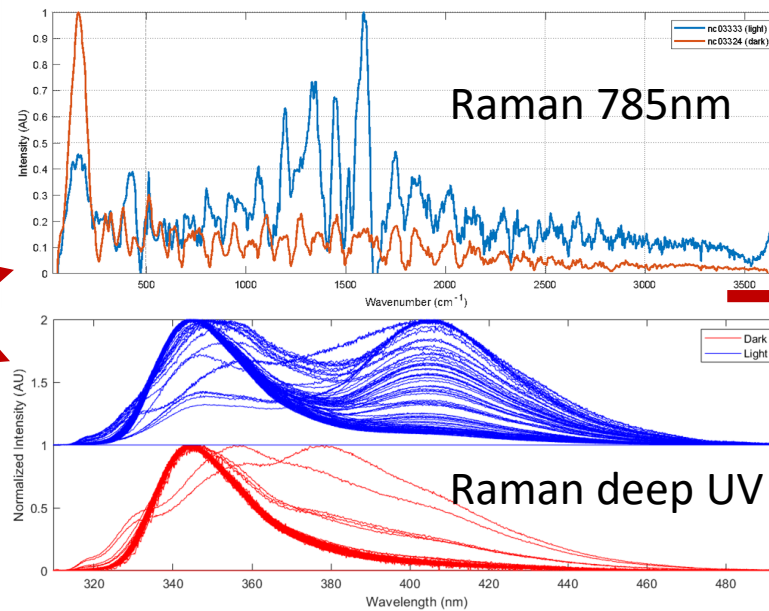 1
0.9
0.8
0.7
0.6
0.5
0.4
0.3
0.2
0.1
0
Intensity (AU)
nc03333 (light)
nc03324 (dark)
Raman 785nm
500 1000 1500 2000 2500 3000 3500
Wavenumber (cm⁻¹)
2
1.5
1
0.5
0
Normalized Intensity (AU)
Dark
Light
Raman deep UV
320 340 360 380 400 420 440 460 480
Wavelength (nm)